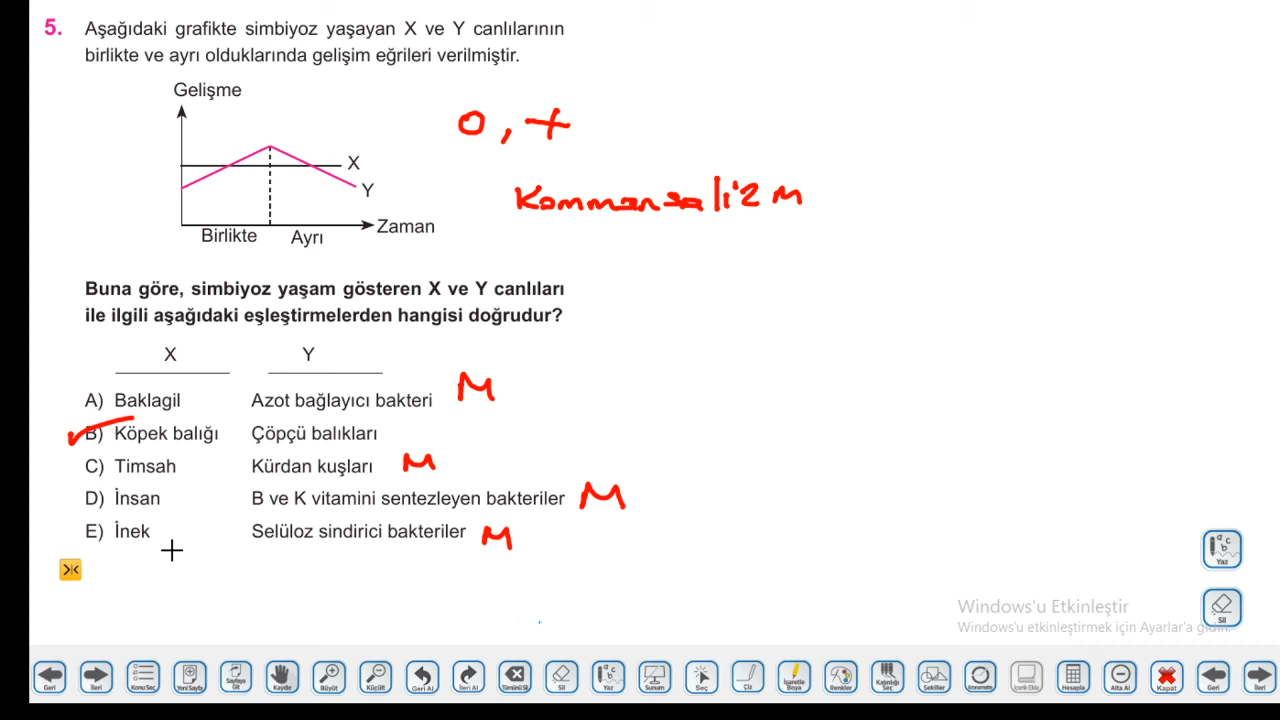 5. Aşağıdaki grafikte simbiyoz yaşayan X ve Y canlılarının
birlikte ve ayrı olduklarında gelişim eğrileri verilmiştir.
Gelişme
0, +
X
Y
Kommensalizm
Zaman
Birlikte Ayrı
Buna göre, simbiyoz yaşam gösteren X ve Y canlıları
ile ilgili aşağıdaki eşleştirmelerden hangisi doğrudur?
X Y
A) Baklagil Azot bağlayıcı bakteri M
B) Köpek balığı Çöpçü balıkları
C) Timsah Kürdan kuşları M
D) İnsan B ve K vitamini sentezleyen bakteriler M
E) İnek Selüloz sindirici bakteriler M
a b c
Yaz
Windows'u Etkinleştir
Sil
Windows'u etkinleştirmek için Ayarlar'a gidin.
Geri İleri Konu Seç Yeni Sayfa Sayfaya Git Kaydır Büyüt Küçült Geri Al İleri Al Tümünü Sil Sil Yaz Sunum Seç Çiz İşaretle Boya Renkler Kalınlığı Seç Şekiller İçerik Ekle Hesapla Alta Al Kapat Geri İleri